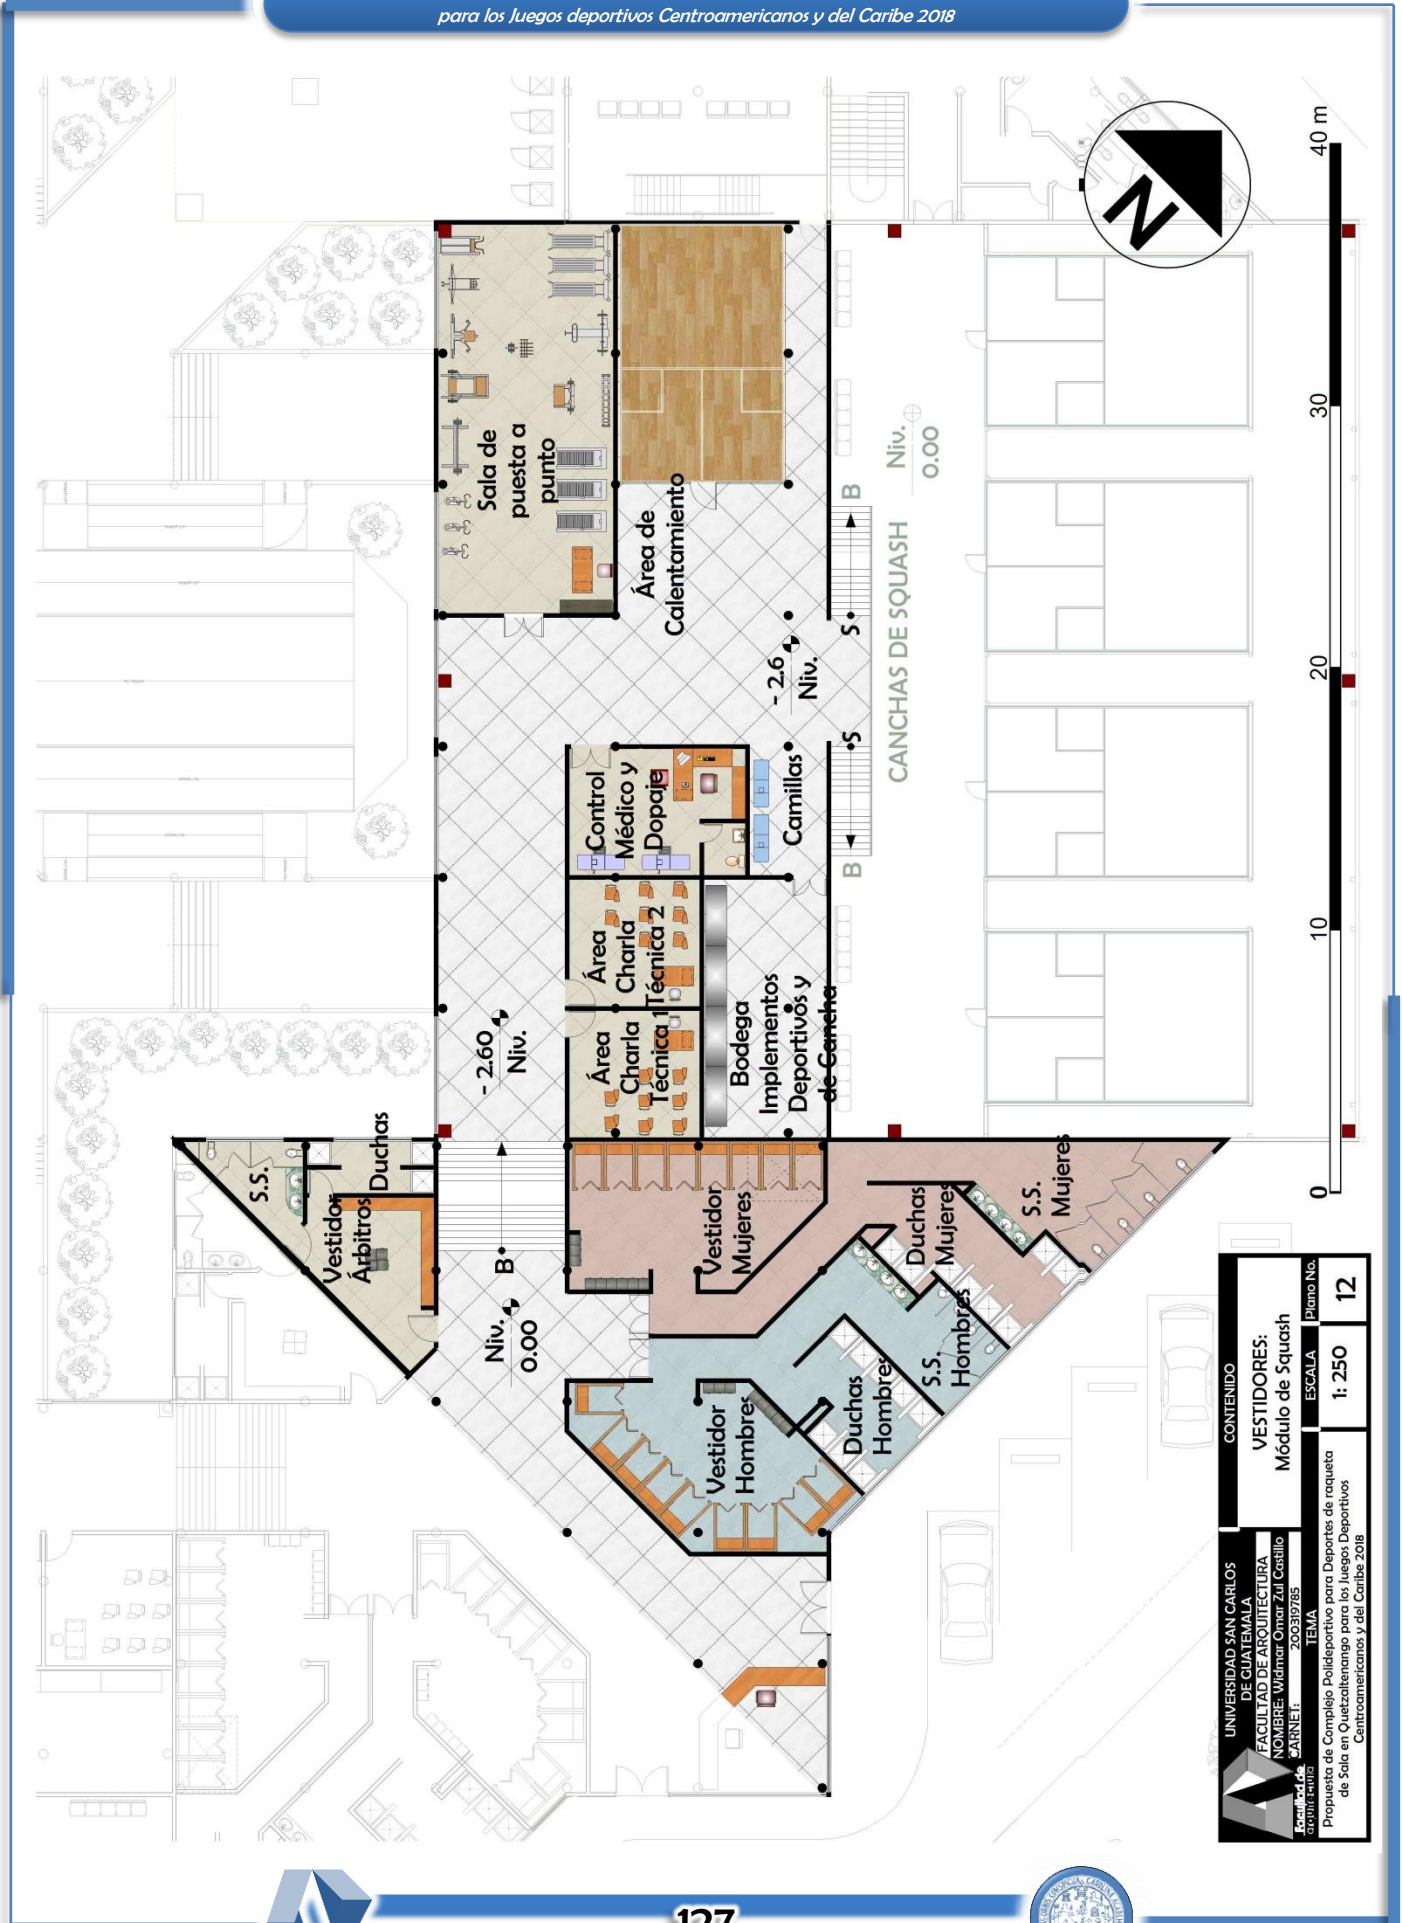 para los Juegos deportivos Centroamericanos y del Caribe 2018
N
40 m
30
20
10
0
Sala de
puesta a
punto
Área de
Calentamiento
Niv.
0.00
B
S
CANCHAS DE SQUASH
- 2.6
Niv.
S
B
Control
Médico y
Dopaje
Camillas
Área
Charla
Técnica 2
Área
Charla
Técnica 1
Bodega
Implementos
Deportivos y
de Cancha
- 2.60
Niv.
S.S.
Duchas
Vestidor
Árbitros
B
Niv.
0.00
Vestidor
Mujeres
Duchas
Mujeres
S.S.
Mujeres
S.S.
Hombres
Duchas
Hombres
Vestidor
Hombres
UNIVERSIDAD SAN CARLOS
DE GUATEMALA
FACULTAD DE ARQUITECTURA
NOMBRE: Widmar Omar Zul Castillo
CARNET: 200319785
Facultad de
arquitectura
CONTENIDO
VESTIDORES:
Módulo de Squash
TEMA
Propuesta de Complejo Polideportivo para Deportes de raqueta
de Sala en Quetzaltenango para los Juegos Deportivos
Centroamericanos y del Caribe 2018
ESCALA
1: 250
Plano No.
12
127